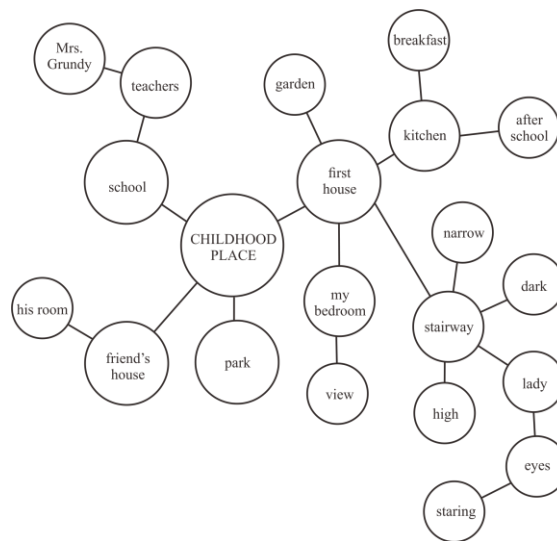 Mrs.
Grundy
teachers
school
CHILDHOOD
PLACE
his room
friend's
house
park
garden
first
house
breakfast
kitchen
after
school
my
bedroom
view
narrow
dark
stairway
high
lady
eyes
staring